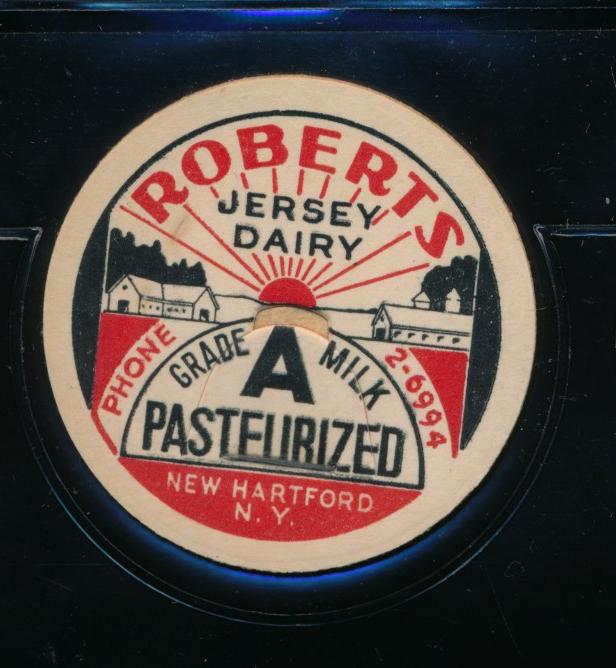 ROBERTS
JERSEY
DAIRY
PHONE
2-6994
GRADE
A
MILK
PASTEURIZED
NEW HARTFORD
N.Y.